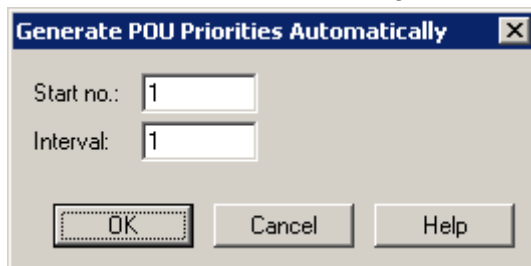 Generate POU Priorities Automatically
Start no.: 1
Interval: 1
OK Cancel Help